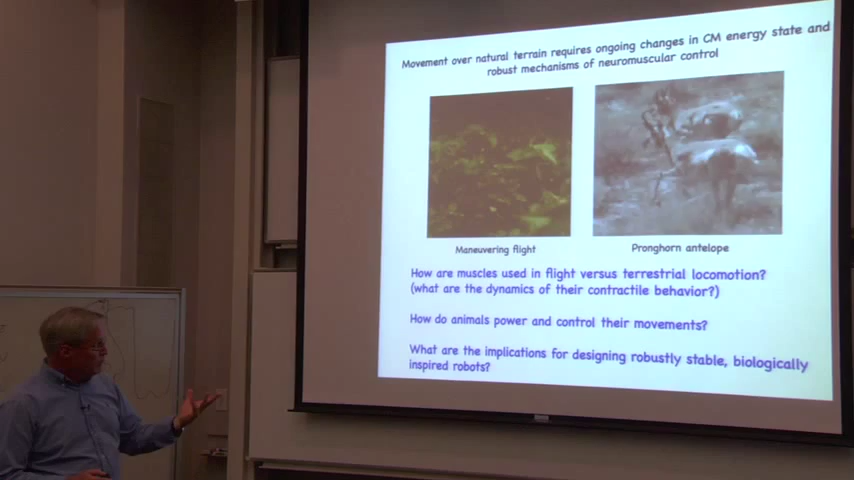 Movement over natural terrain requires ongoing changes in CM energy state and
robust mechanisms of neuromuscular control
Maneuvering flight
Pronghorn antelope
How are muscles used in flight versus terrestrial locomotion?
(what are the dynamics of their contractile behavior?)
How do animals power and control their movements?
What are the implications for designing robustly stable, biologically
inspired robots?